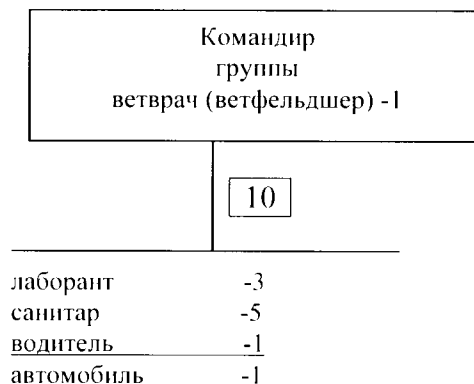 Командир
группы
ветврач (ветфельдшер) -1
10
лаборант -3
санитар -5
водитель -1
автомобиль -1